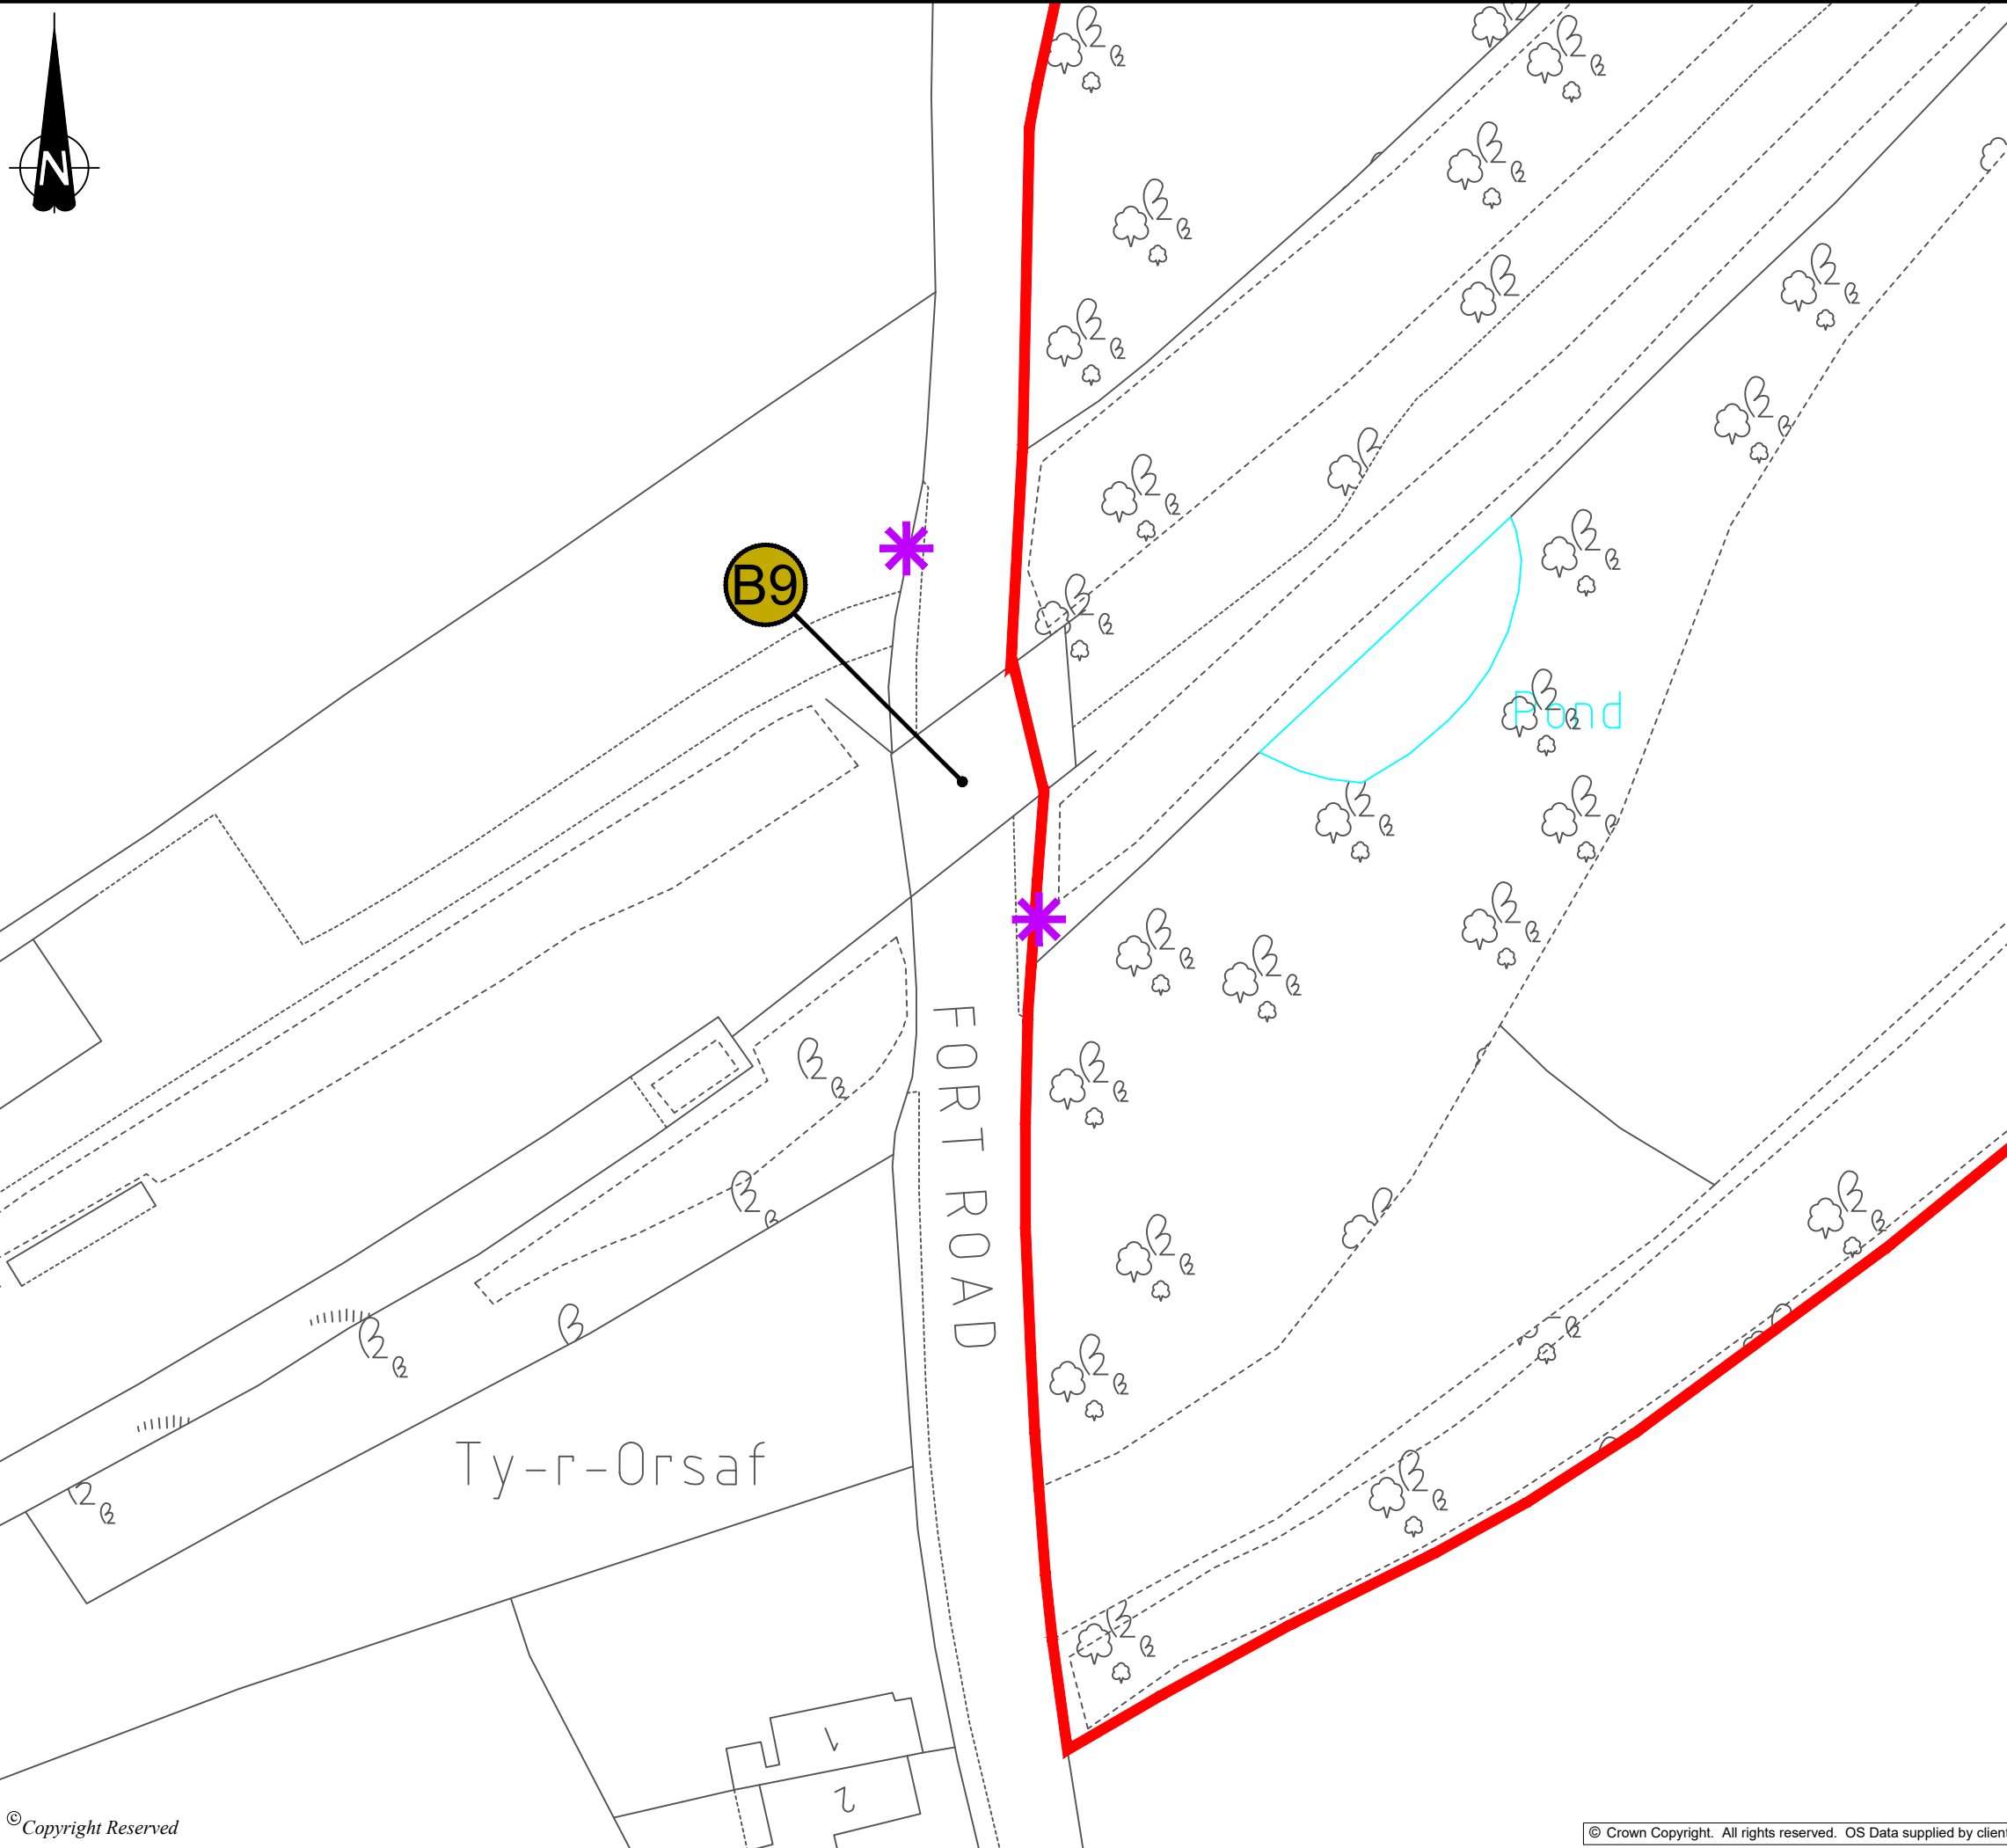 N
B9
Pond
FORT ROAD
Ty-r-Orsaf
1
2
© Copyright Reserved
© Crown Copyright. All rights reserved. OS Data supplied by client